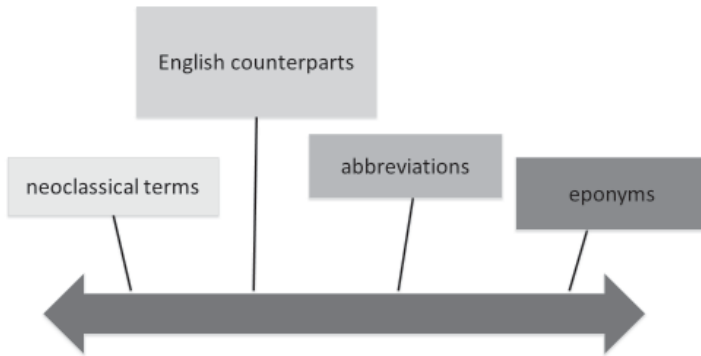 English counterparts
neoclassical terms
abbreviations
eponyms